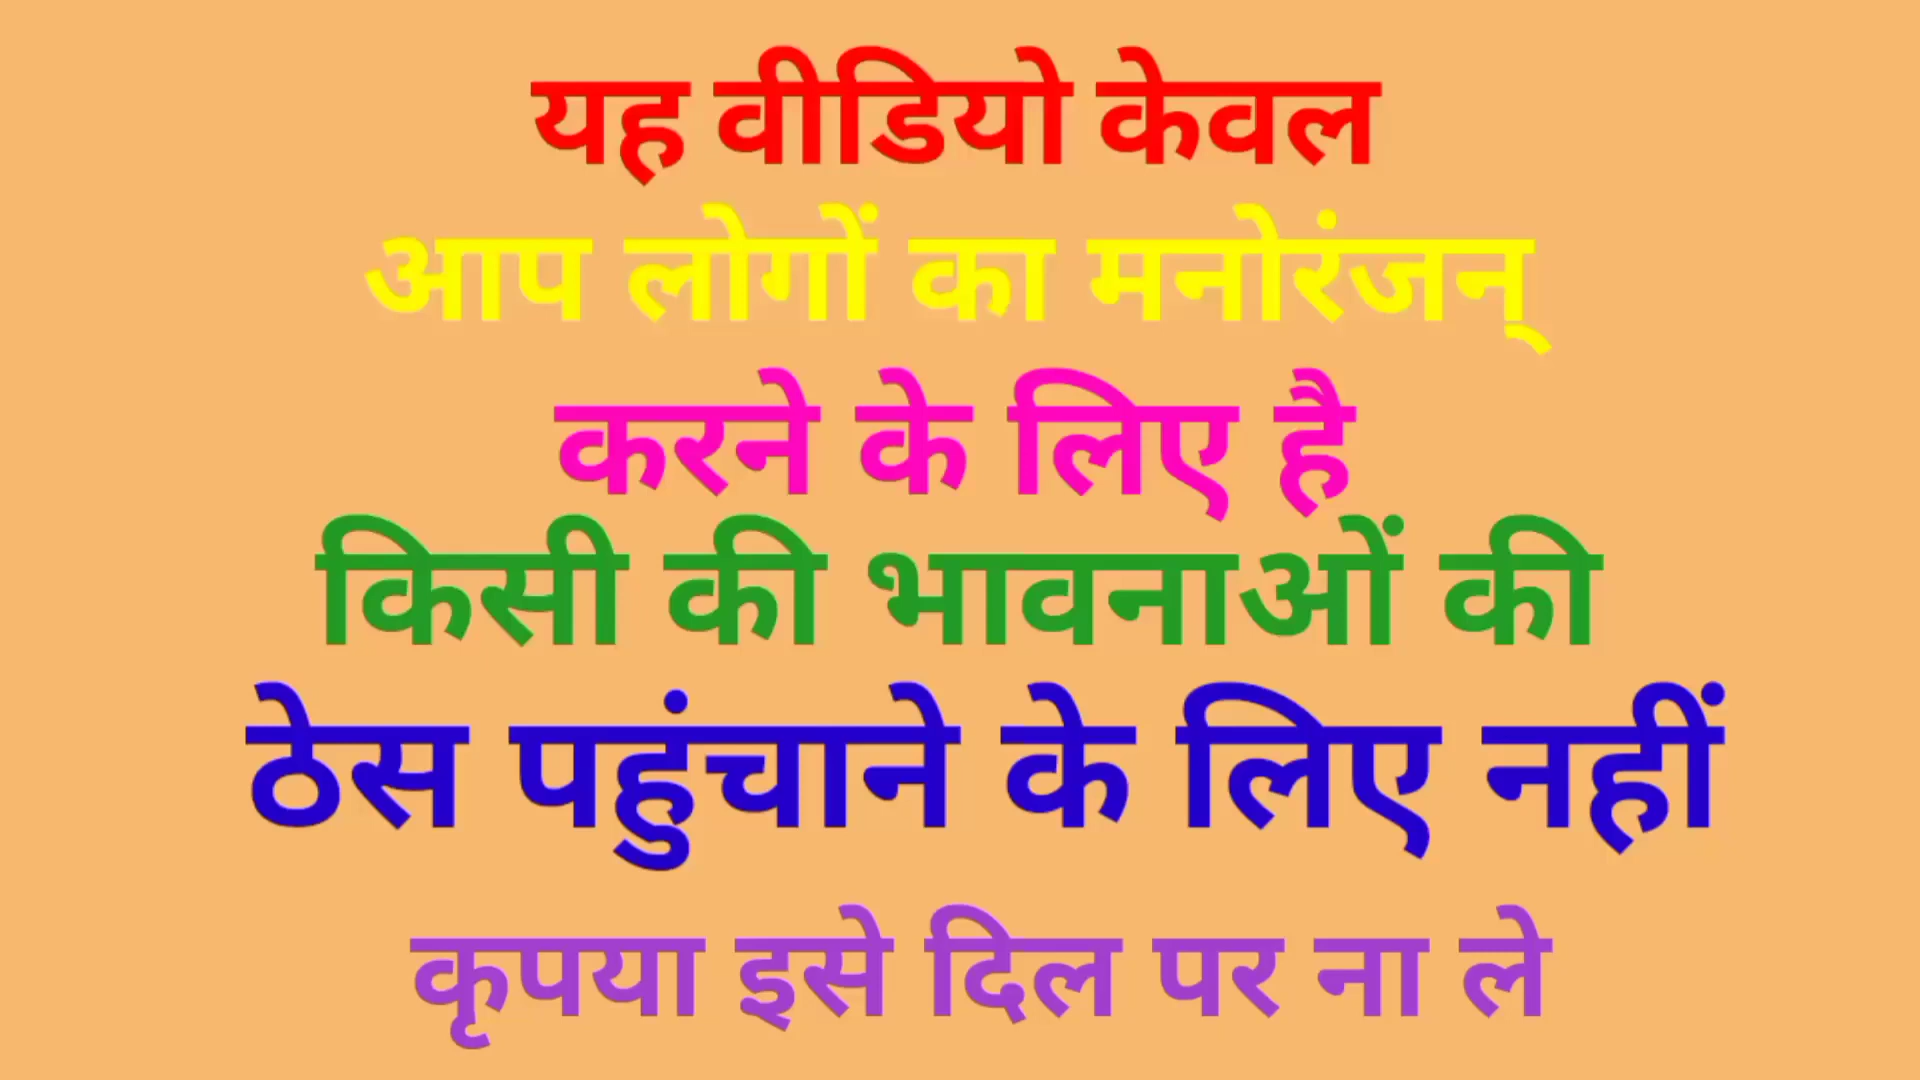 यह वीडियो केवल
आप लोगों का मनोरंजन्
करने के लिए है
किसी की भावनाओं की
ठेस पहुंचाने के लिए नहीं
कृपया इसे दिल पर ना ले